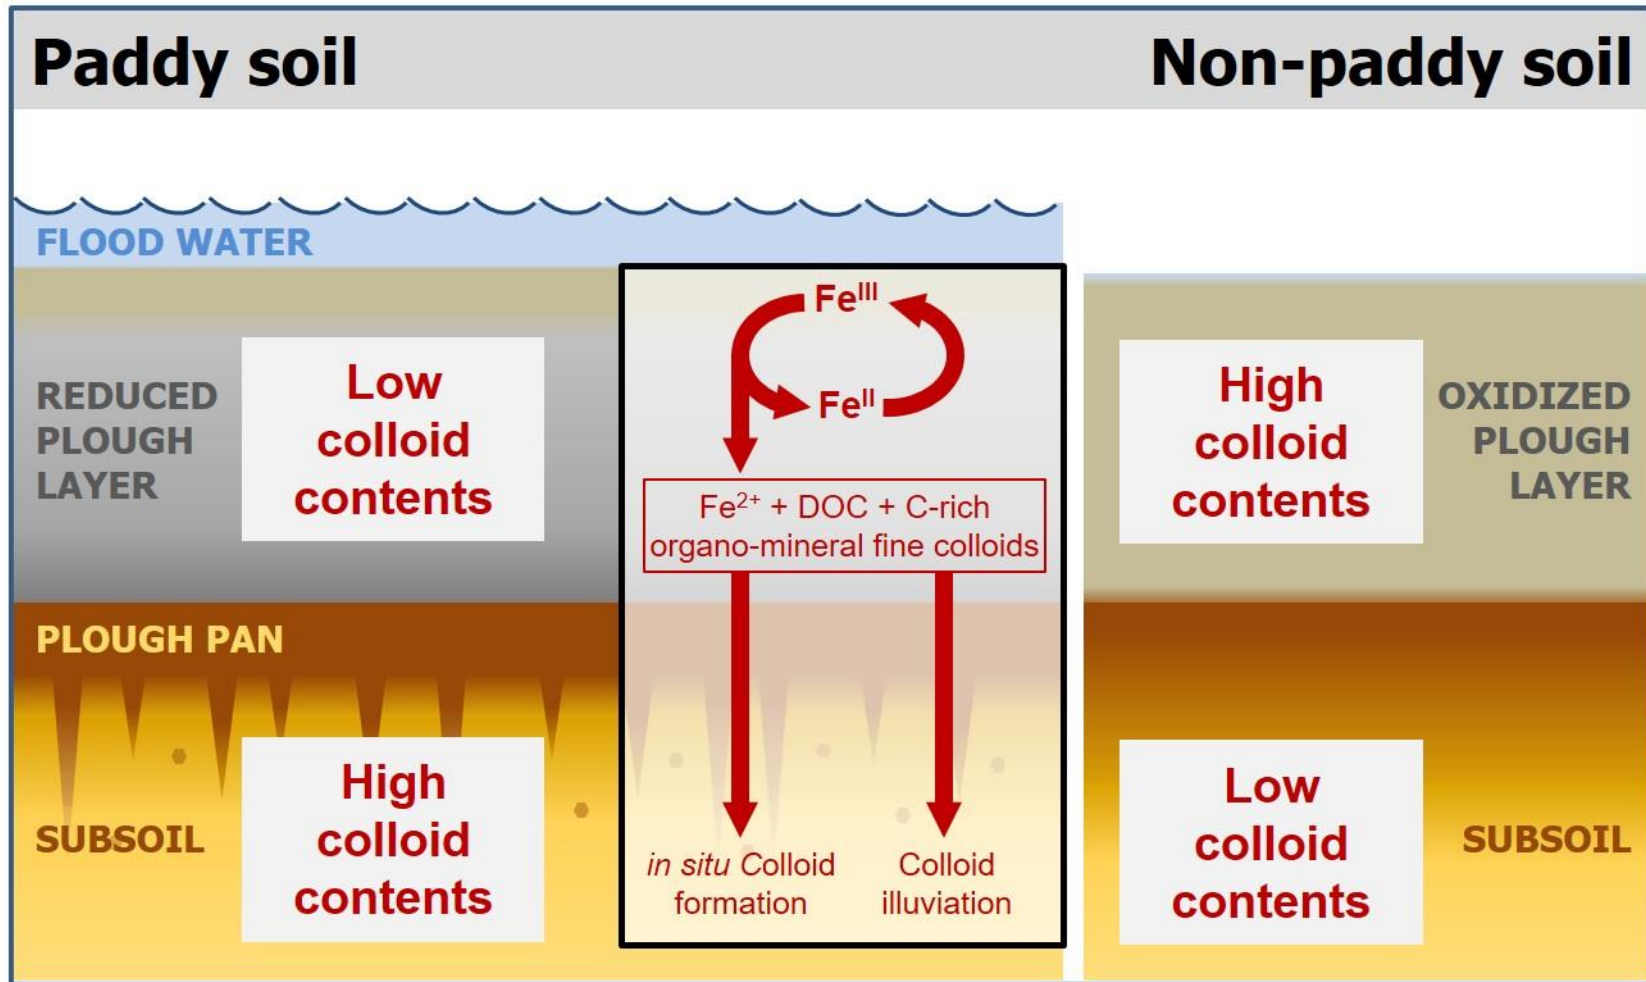 Paddy soil
Non-paddy soil
FLOOD WATER
REDUCED
PLOUGH
LAYER
Low
colloid
contents
PLOUGH PAN
SUBSOIL
High
colloid
contents
Feᴵᴵᴵ
Feᴵᴵ
Fe²⁺ + DOC + C-rich
organo-mineral fine colloids
in situ Colloid
formation
Colloid
illuviation
High
colloid
contents
OXIDIZED
PLOUGH
LAYER
Low
colloid
contents
SUBSOIL